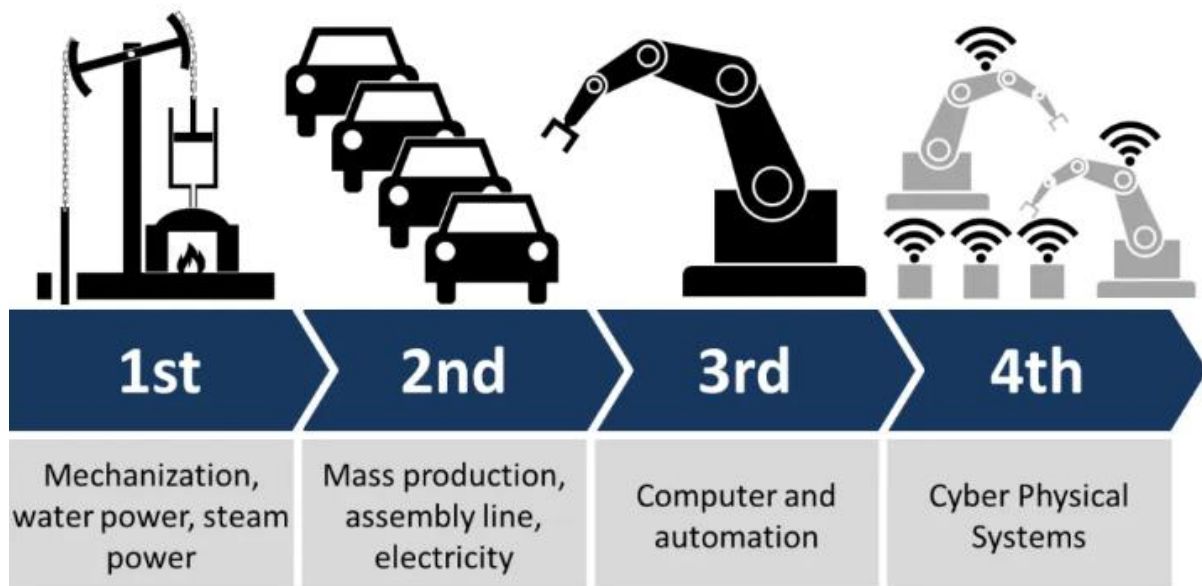 1st
2nd
3rd
4th
Mechanization,
water power, steam
power
Mass production,
assembly line,
electricity
Computer and
automation
Cyber Physical
Systems